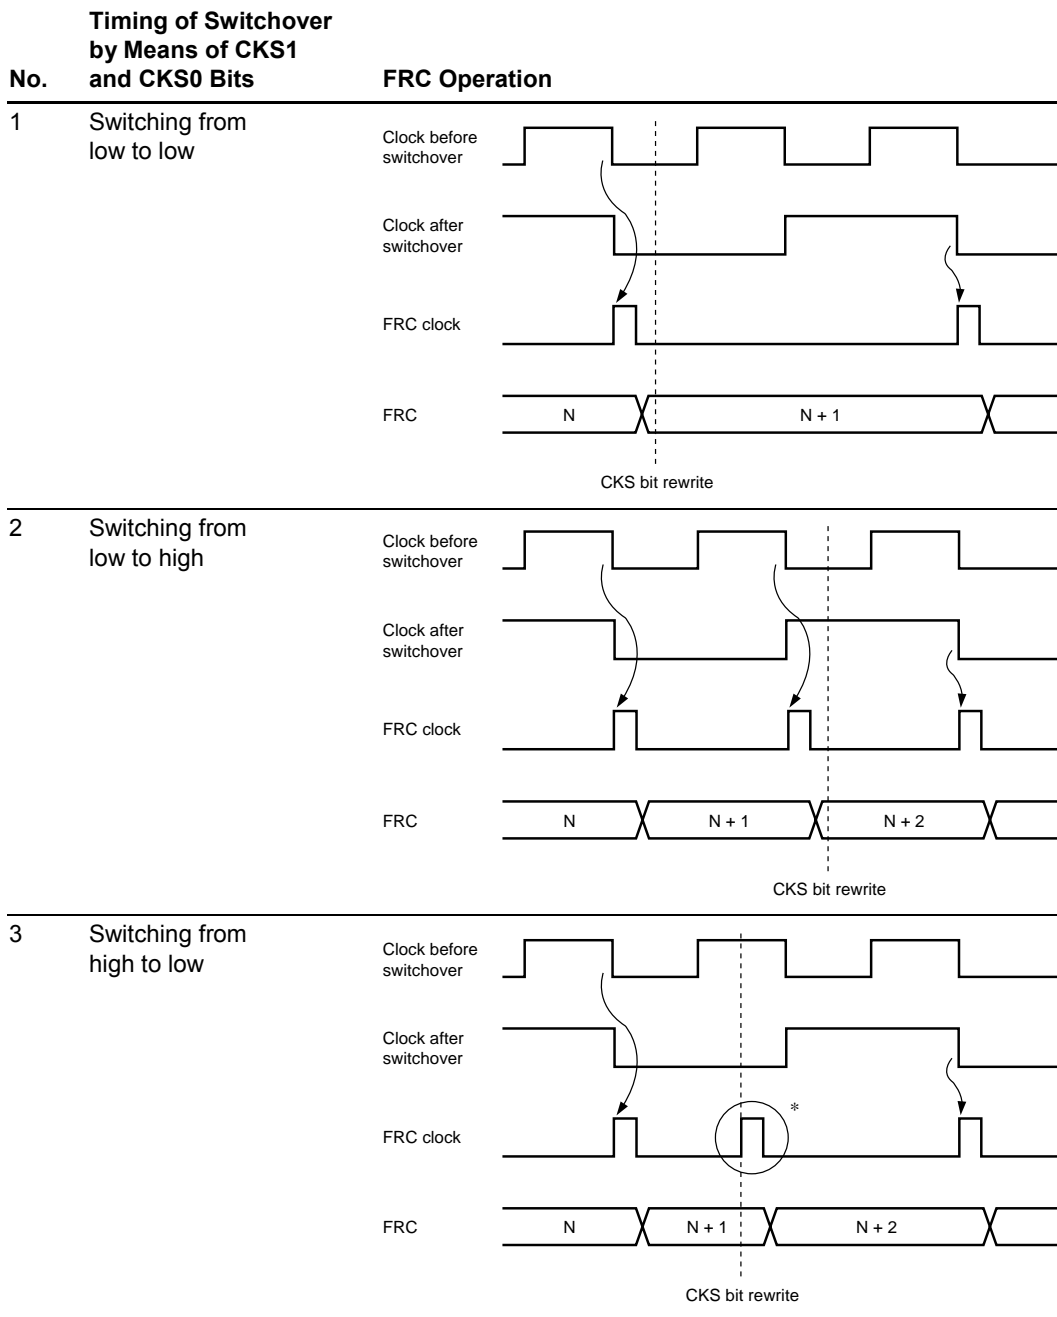 Timing of Switchover
by Means of CKS1
No. and CKS0 Bits FRC Operation
1 Switching from
low to low
Clock before
switchover
Clock after
switchover
FRC clock
FRC N N + 1
CKS bit rewrite
2 Switching from
low to high
Clock before
switchover
Clock after
switchover
FRC clock
FRC N N + 1 N + 2
CKS bit rewrite
3 Switching from
high to low
Clock before
switchover
Clock after
switchover
*
FRC clock
FRC N N + 1 N + 2
CKS bit rewrite